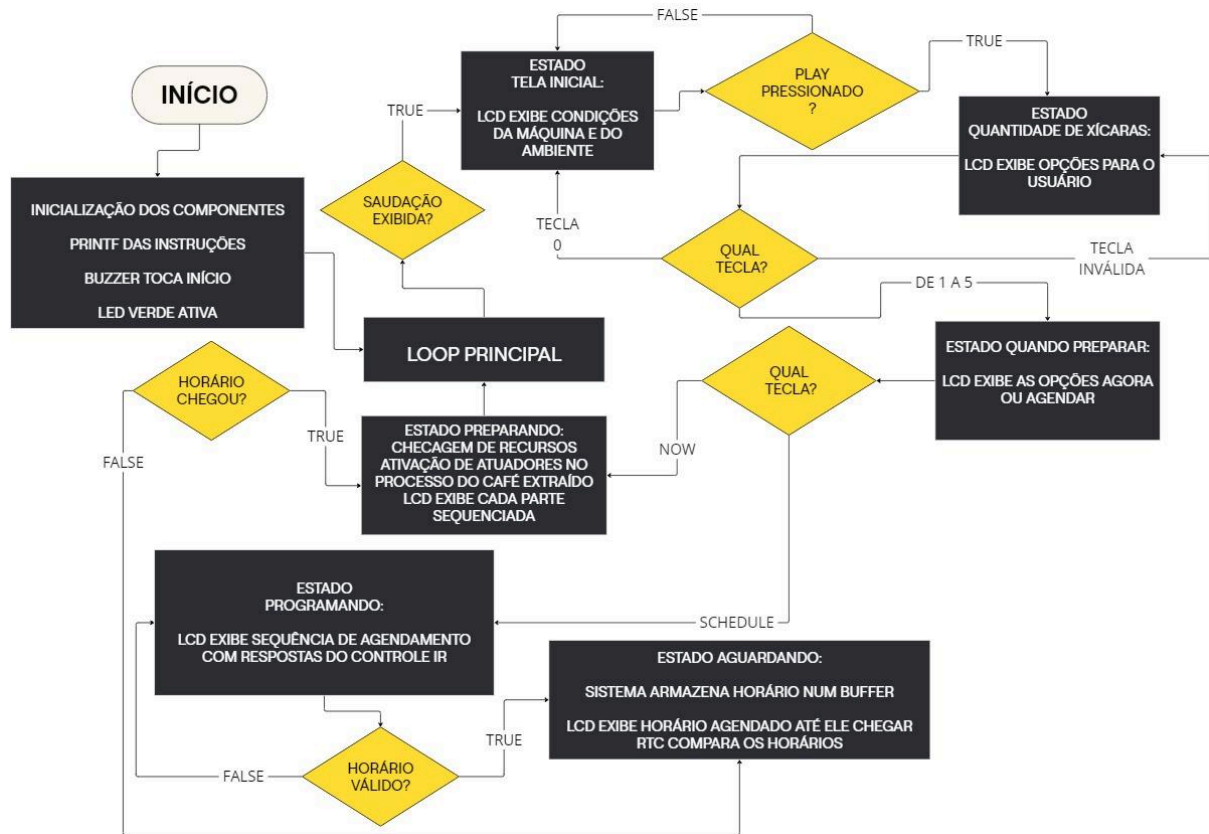 INÍCIO
INICIALIZAÇÃO DOS COMPONENTES
PRINTF DAS INSTRUÇÕES
BUZZER TOCA INÍCIO
LED VERDE ATIVA
LOOP PRINCIPAL
SAUDAÇÃO
EXIBIDA?
TRUE
ESTADO
TELA INICIAL:
LCD EXIBE CONDIÇÕES
DA MÁQUINA E DO
AMBIENTE
FALSE
PLAY
PRESSIONADO
?
TRUE
ESTADO
QUANTIDADE DE XÍCARAS:
LCD EXIBE OPÇÕES PARA O
USUÁRIO
QUAL
TECLA?
TECLA
0
TECLA
INVÁLIDA
DE 1 A 5
ESTADO QUANDO PREPARAR:
LCD EXIBE AS OPÇÕES AGORA
OU AGENDAR
QUAL
TECLA?
NOW
SCHEDULE
HORÁRIO
CHEGOU?
TRUE
FALSE
ESTADO PREPARANDO:
CHECAGEM DE RECURSOS
ATIVAÇÃO DE ATUADORES NO
PROCESSO DO CAFÉ EXTRAÍDO
LCD EXIBE CADA PARTE
SEQUENCIADA
ESTADO
PROGRAMANDO:
LCD EXIBE SEQUÊNCIA DE AGENDAMENTO
COM RESPOSTAS DO CONTROLE IR
HORÁRIO
VÁLIDO?
FALSE
TRUE
ESTADO AGUARDANDO:
SISTEMA ARMAZENA HORÁRIO NUM BUFFER
LCD EXIBE HORÁRIO AGENDADO ATÉ ELE CHEGAR
RTC COMPARA OS HORÁRIOS